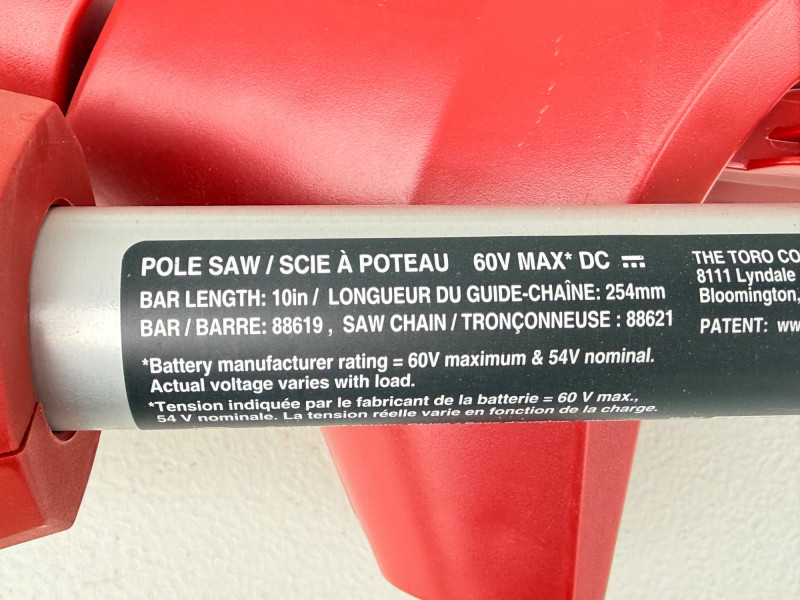 POLE SAW / SCIE À POTEAU 60V MAX* DC
BAR LENGTH: 10in / LONGUEUR DU GUIDE-CHAÎNE: 254mm
BAR / BARRE: 88619 , SAW CHAIN / TRONÇONNEUSE : 88621
*Battery manufacturer rating = 60V maximum & 54V nominal.
Actual voltage varies with load.
*Tension indiquée par le fabricant de la batterie = 60 V max.,
54 V nominale. La tension réelle varie en fonction de la charge.
THE TORO CO
8111 Lyndale
Bloomington,
PATENT: ww